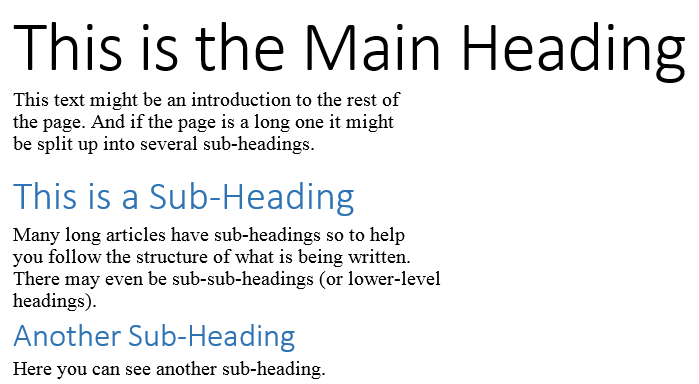 This is the Main Heading
This text might be an introduction to the rest of
the page. And if the page is a long one it might
be split up into several sub-headings.
This is a Sub-Heading
Many long articles have sub-headings so to help
you follow the structure of what is being written.
There may even be sub-sub-headings (or lower-level
headings).
Another Sub-Heading
Here you can see another sub-heading.